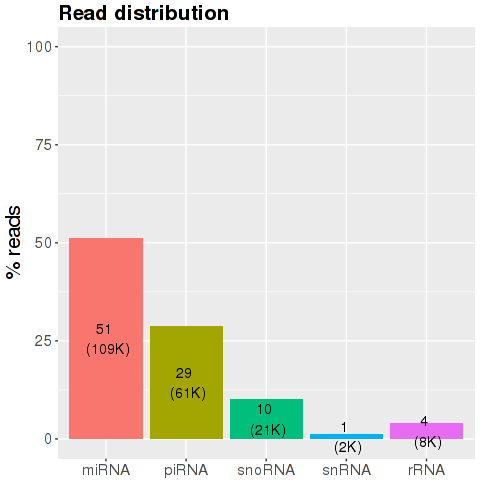 Read distribution
% reads
100
75
50
25
0
51
(109K)
29
(61K)
10
(21K)
1
(2K)
4
(8K)
miRNA
piRNA
snoRNA
snRNA
rRNA